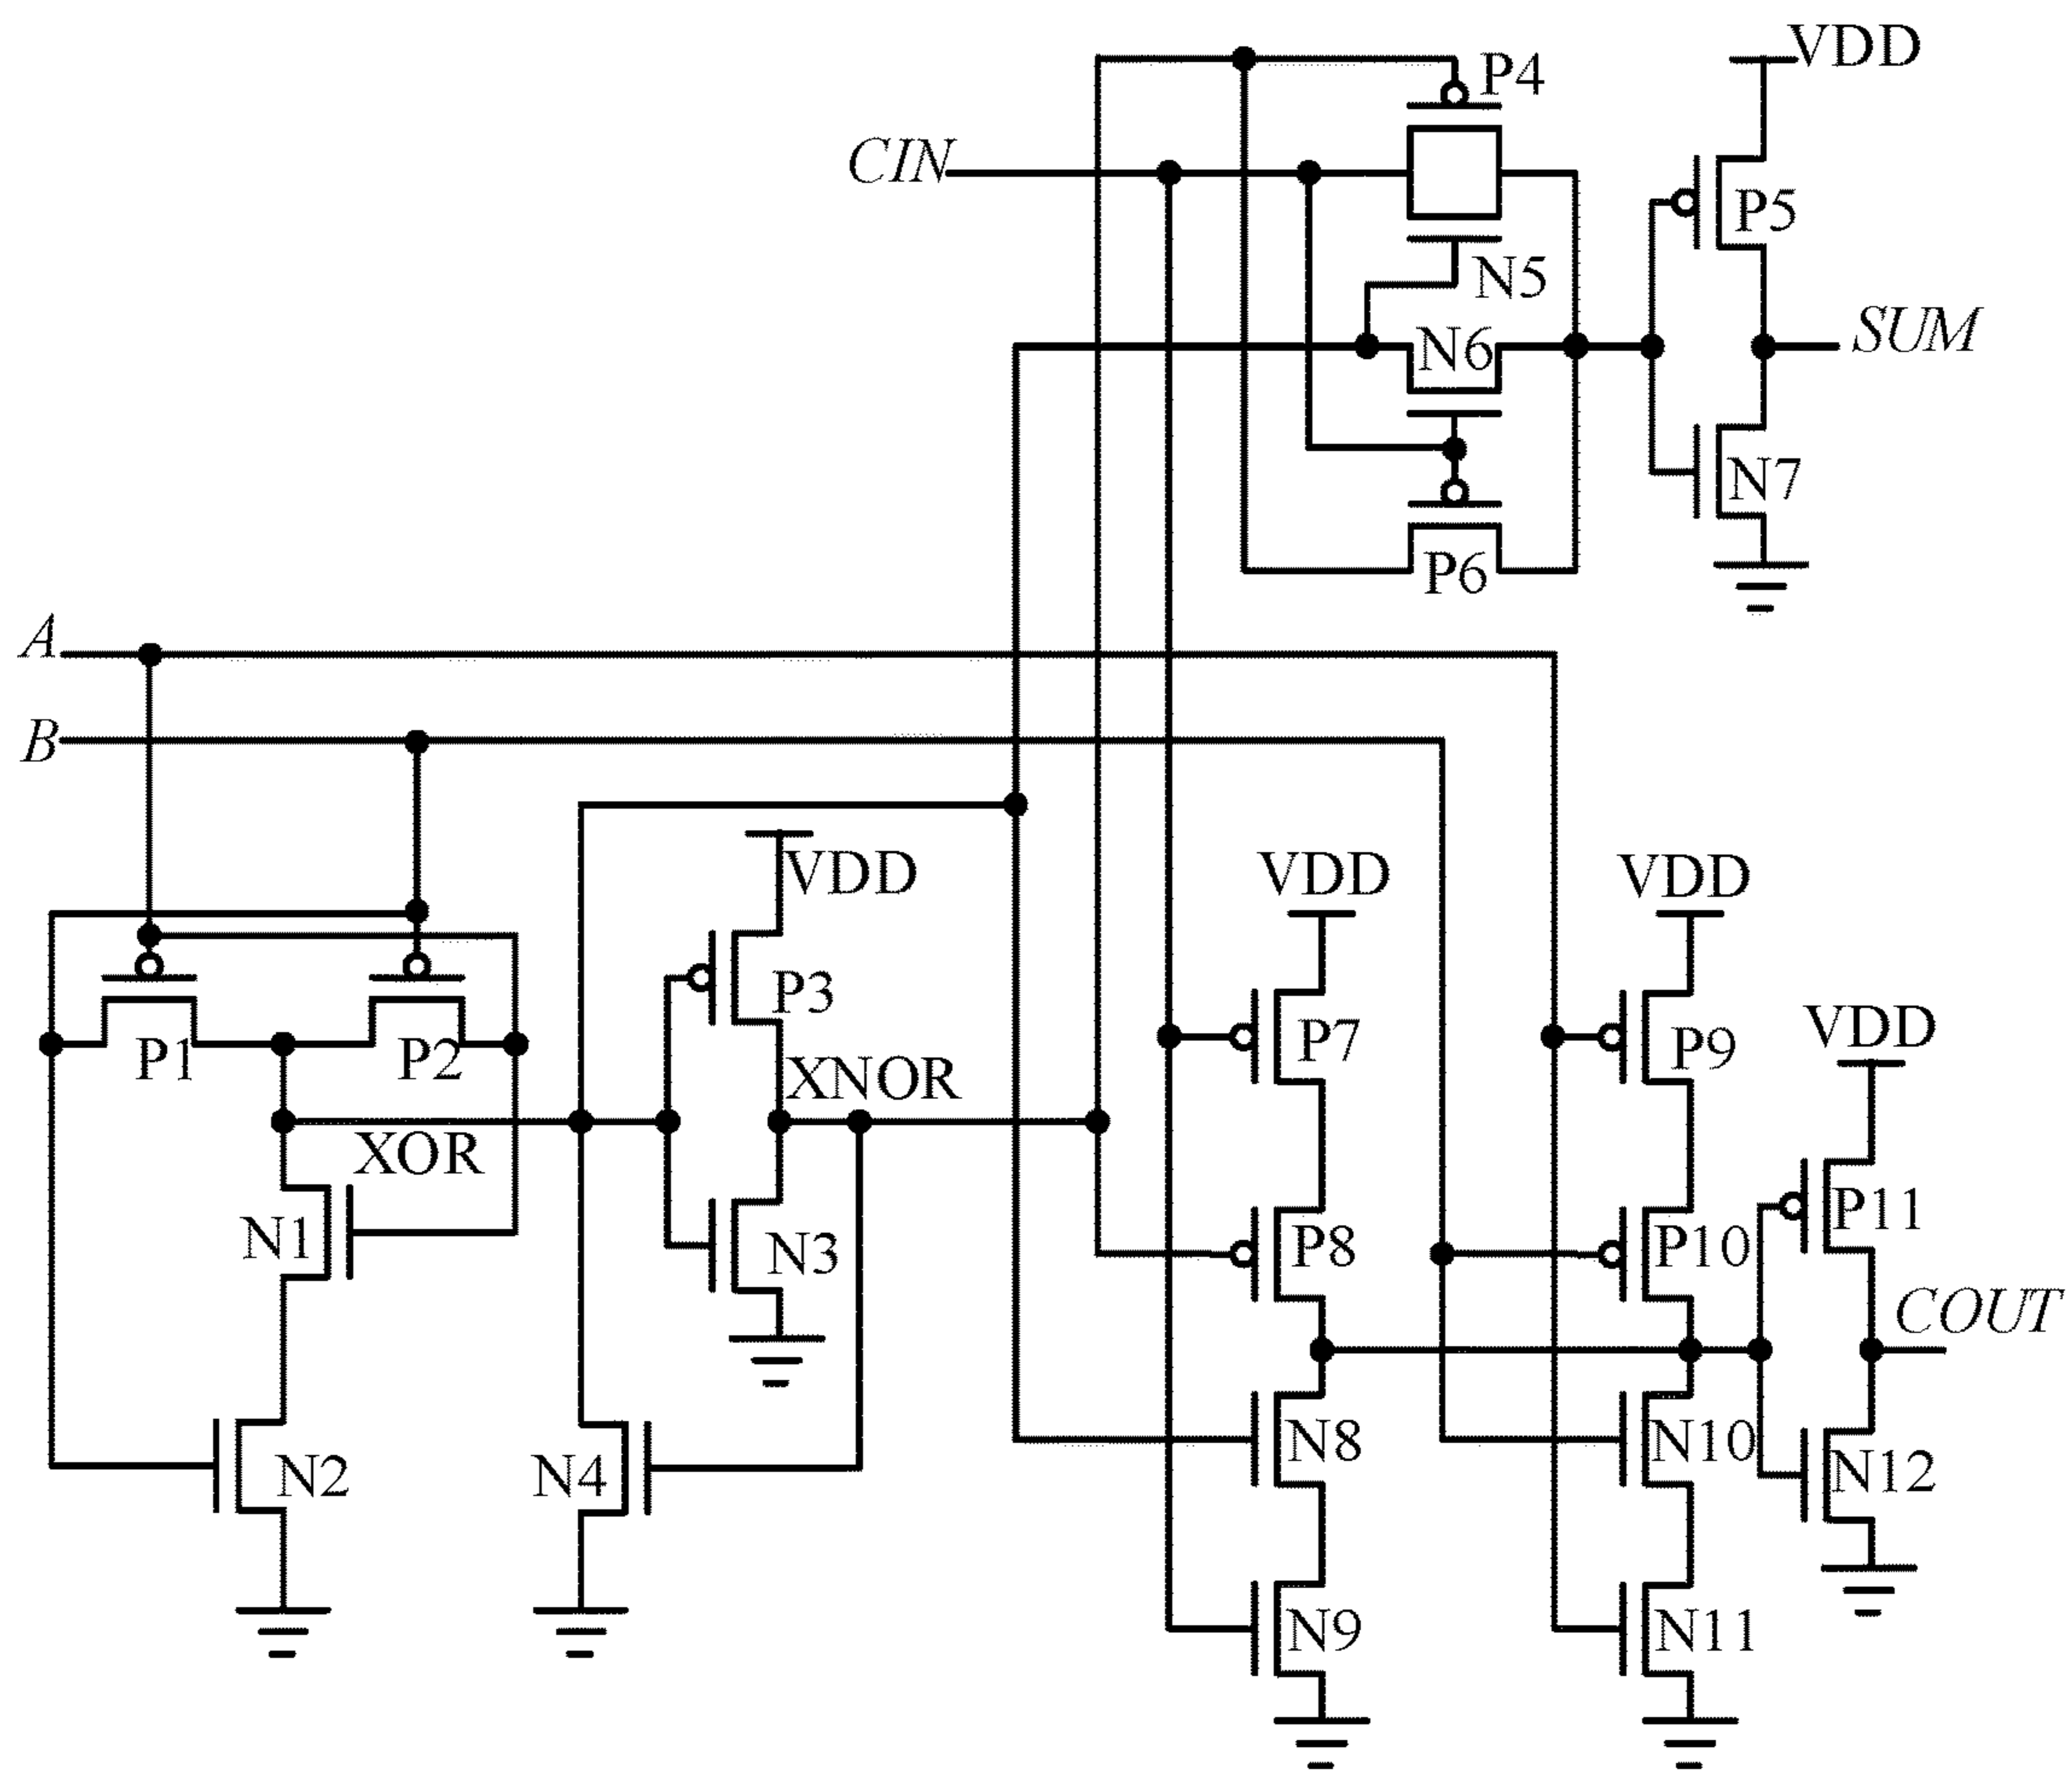 VDD
P4
CIN
P5
N5
SUM
N6
N7
P6
A
B
VDD
VDD
VDD
P3
VDD
P7
P9
P1
P2
XNOR
XOR
P11
N1
P8
P10
N3
COUT
N8
N10
N2
N4
N12
N9
N11